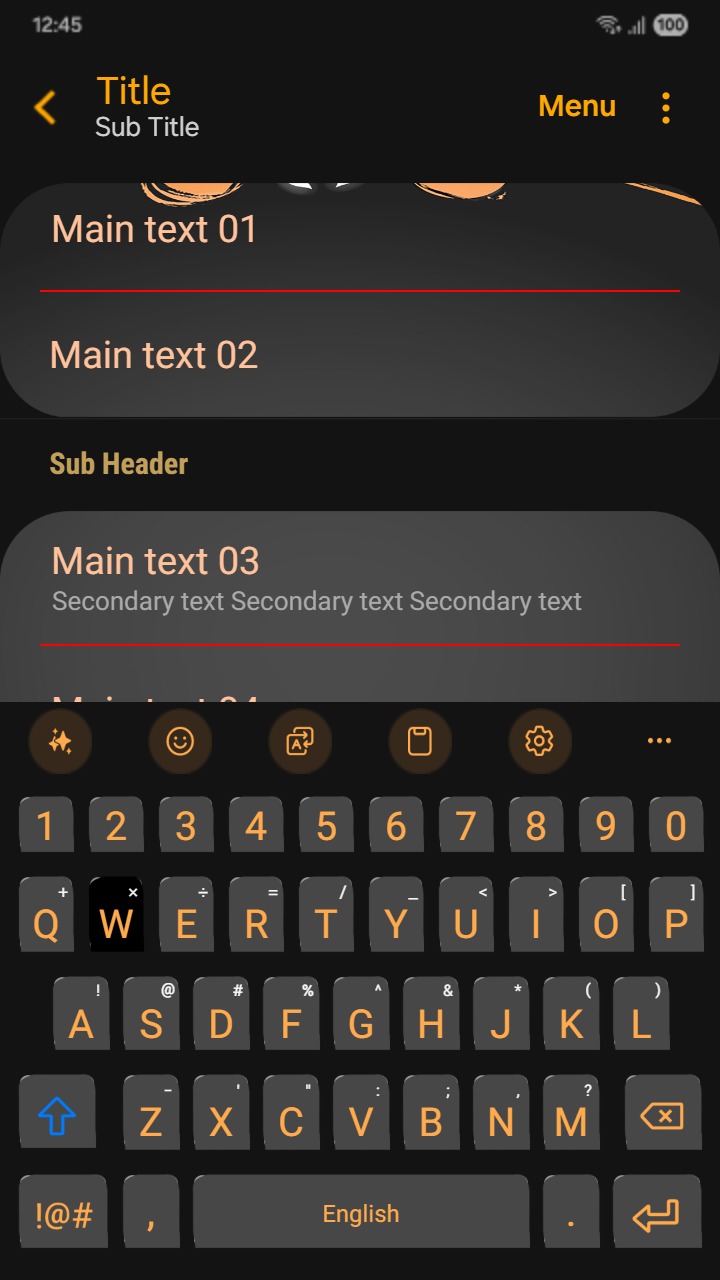 12:45
100
Title
Menu
Sub Title
Main text 01
Main text 02
Sub Header
Main text 03
Secondary text Secondary text Secondary text
1 2 3 4 5 6 7 8 9 0
+ × ÷ = / _ < > [ ]
Q W E R T Y U I O P
! @ # % ^ & * ( )
A S D F G H J K L
- ' " : ; , ?
Z X C V B N M
!@# , English .